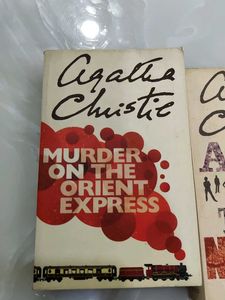 Agatha
Christie
MURDER
ON THE
ORIENT
EXPRESS